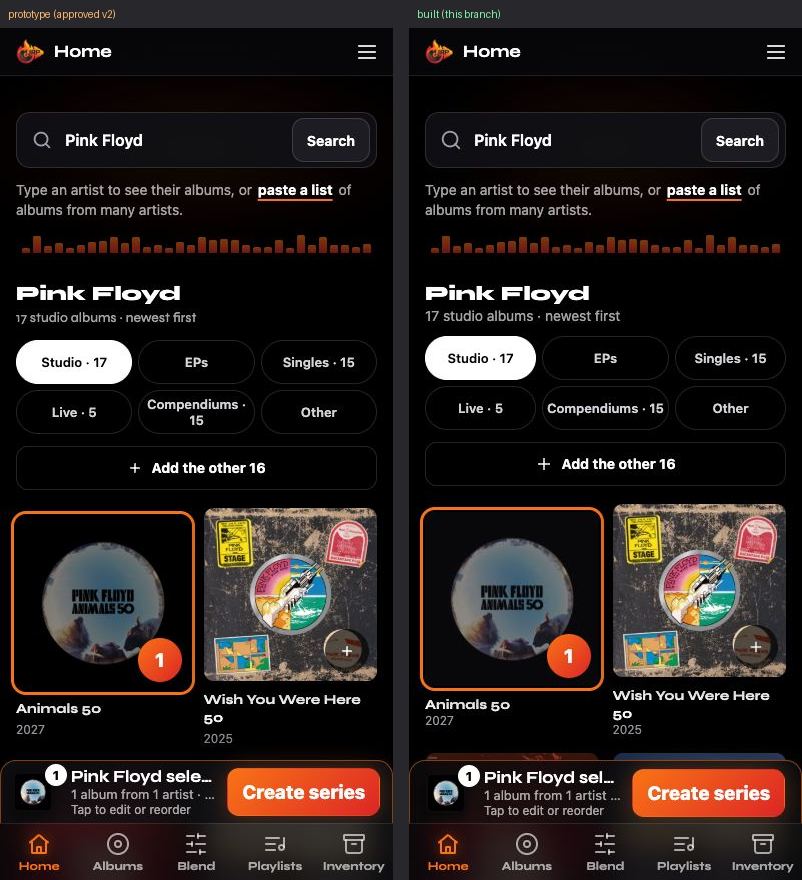 prototype (approved v2)
Home
Pink Floyd
Search
Type an artist to see their albums, or paste a list of
albums from many artists.
Pink Floyd
17 studio albums · newest first
Studio · 17
EPs
Singles · 15
Live · 5
Compendiums ·
15
Other
+ Add the other 16
PINK FLOYD
ANIMALS 50
1
PINK FLOYD
STAGE
+
Animals 50
2027
Wish You Were Here
50
2025
1
Pink Floyd sele...
1 album from 1 artist · ...
Tap to edit or reorder
Create series
Home
Albums
Blend
Playlists
Inventory
built (this branch)
Home
Pink Floyd
Search
Type an artist to see their albums, or paste a list of
albums from many artists.
Pink Floyd
17 studio albums · newest first
Studio · 17
EPs
Singles · 15
Live · 5
Compendiums · 15
Other
+ Add the other 16
PINK FLOYD
ANIMALS 50
1
PINK FLOYD
STAGE
+
Animals 50
2027
Wish You Were Here
50
2025
1
Pink Floyd sel...
1 album from 1 artist ...
Tap to edit or reorder
Create series
Home
Albums
Blend
Playlists
Inventory